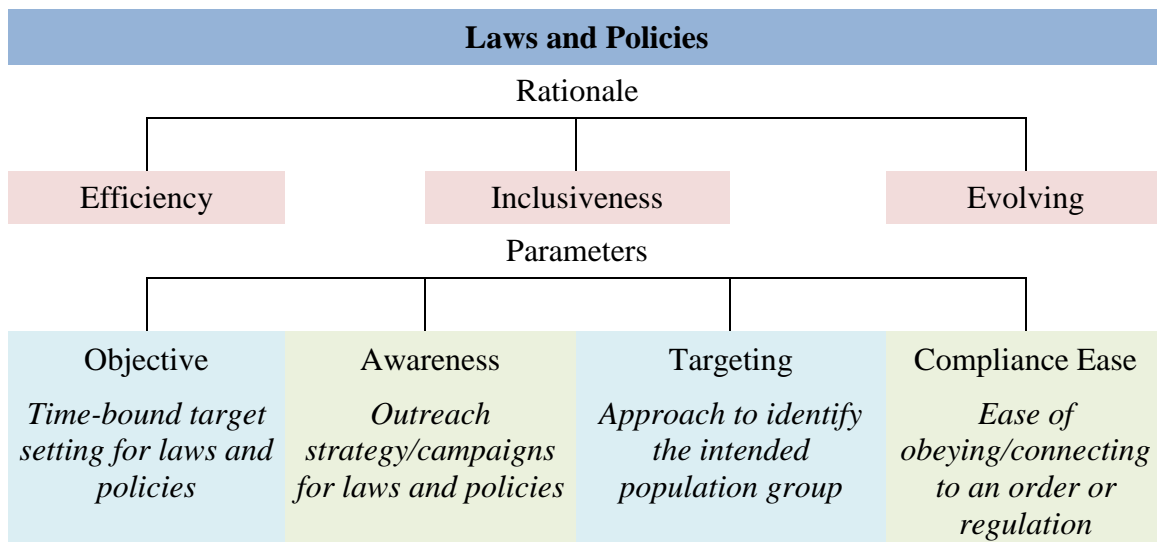 Laws and Policies
Rationale
Efficiency
Inclusiveness
Evolving
Parameters
Objective
Time-bound target
setting for laws and
policies
Awareness
Outreach
strategy/campaigns
for laws and policies
Targeting
Approach to identify
the intended
population group
Compliance Ease
Ease of
obeying/connecting
to an order or
regulation